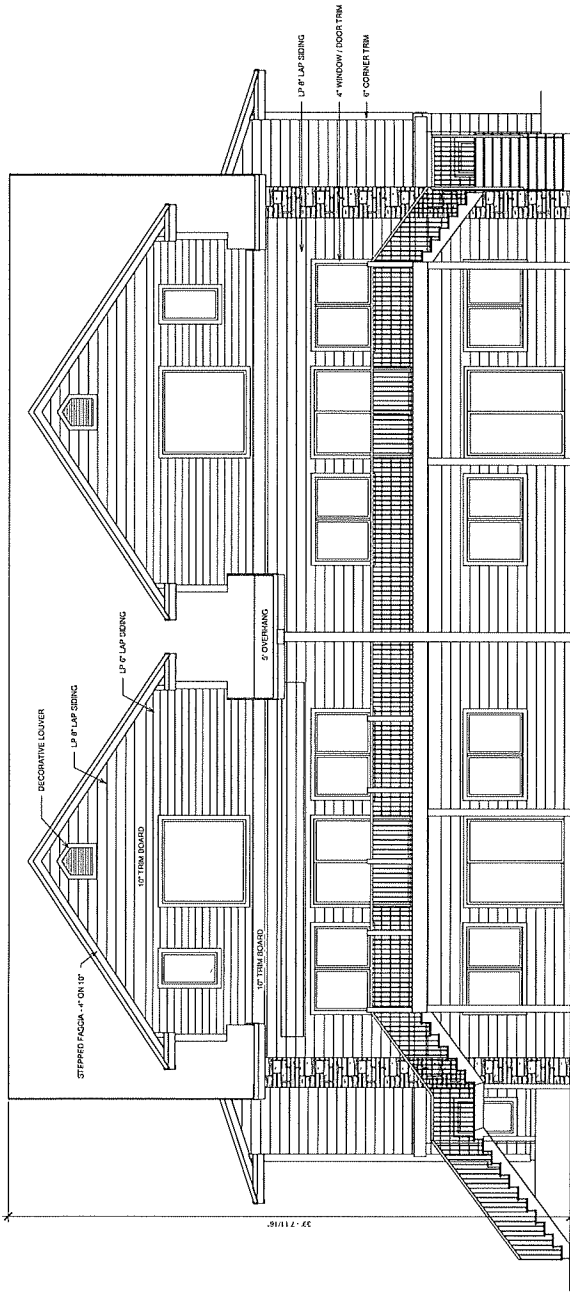 LP 8" LAP SIDING
4" WINDOW / DOOR TRIM
6" CORNER TRIM
DECORATIVE LOUVER
LP 8" LAP SIDING
LP 6" LAP SIDING
STEPPED FASCIA - 4" ON 10"
10" TRIM BOARD
10" TRIM BOARD
5' OVERHANG